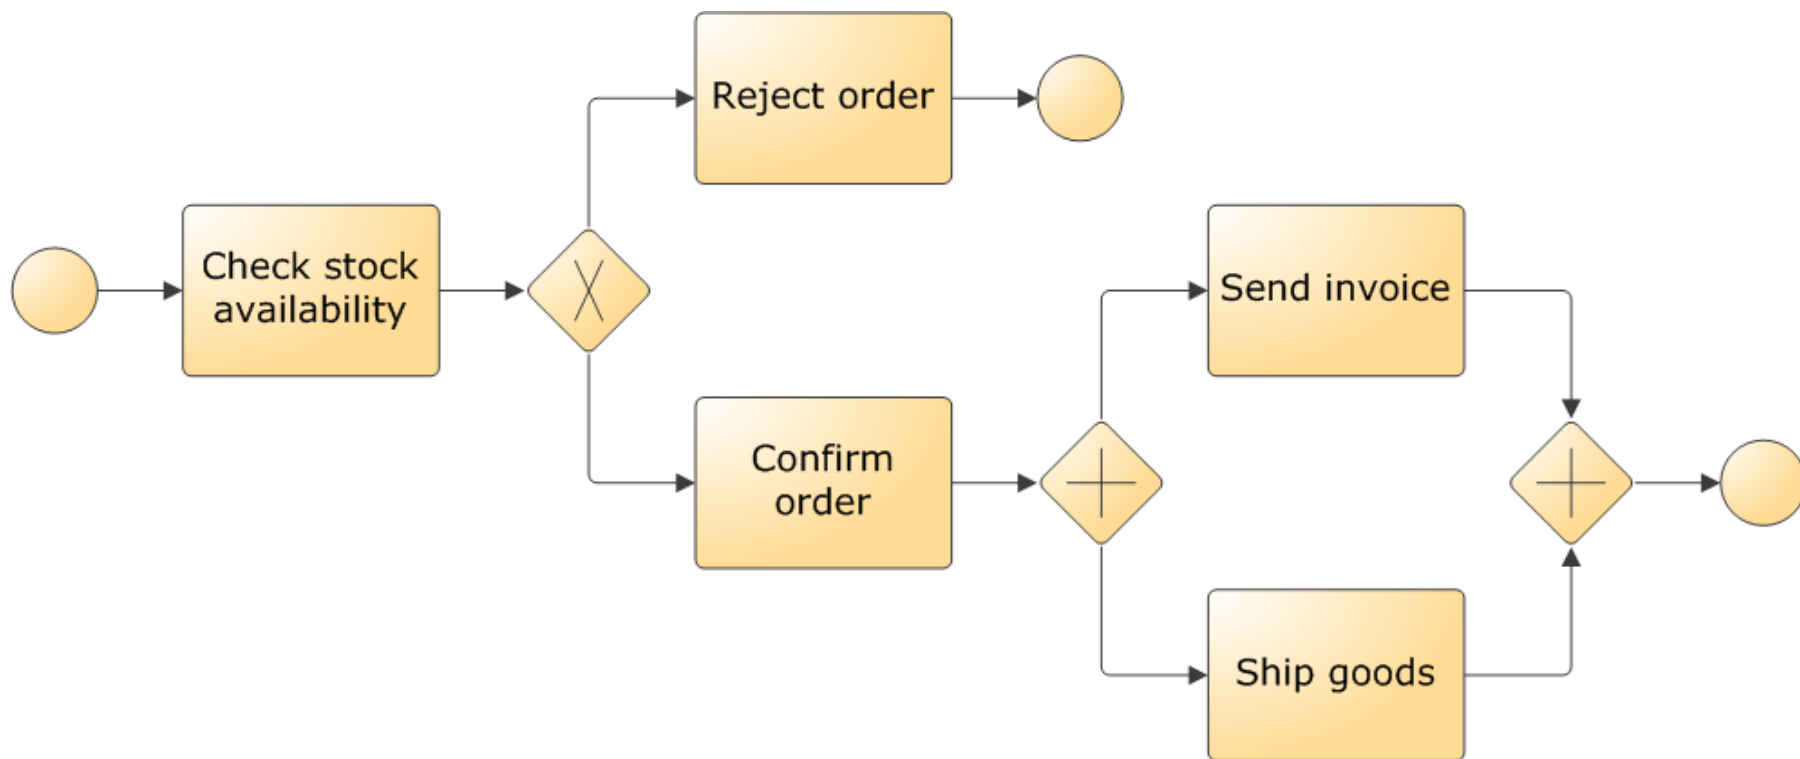 Reject order
Check stock
availability
Send invoice
Confirm
order
Ship goods